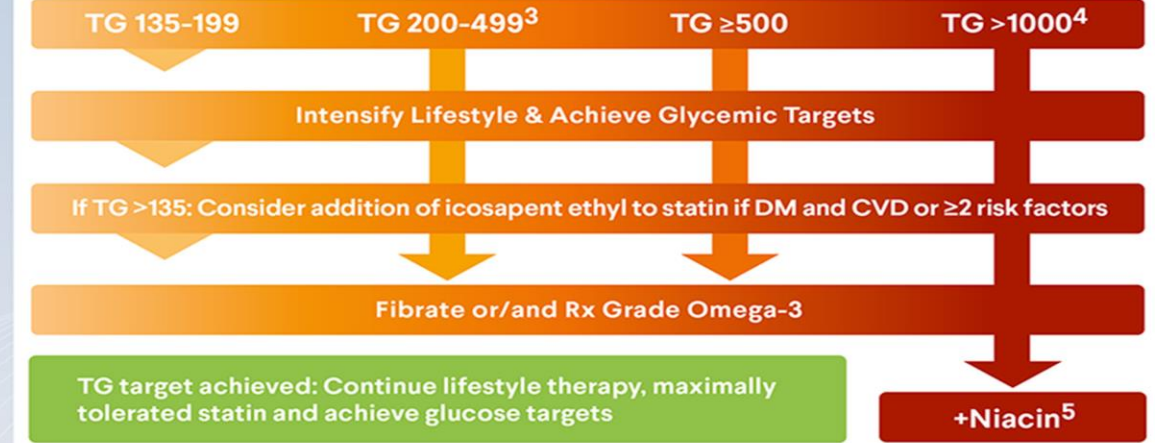 TG 135-199 TG 200-499³ TG ≥500 TG >1000⁴
Intensify Lifestyle & Achieve Glycemic Targets
If TG >135: Consider addition of icosapent ethyl to statin if DM and CVD or ≥2 risk factors
Fibrate or/and Rx Grade Omega-3
TG target achieved: Continue lifestyle therapy, maximally
tolerated statin and achieve glucose targets
+Niacin⁵